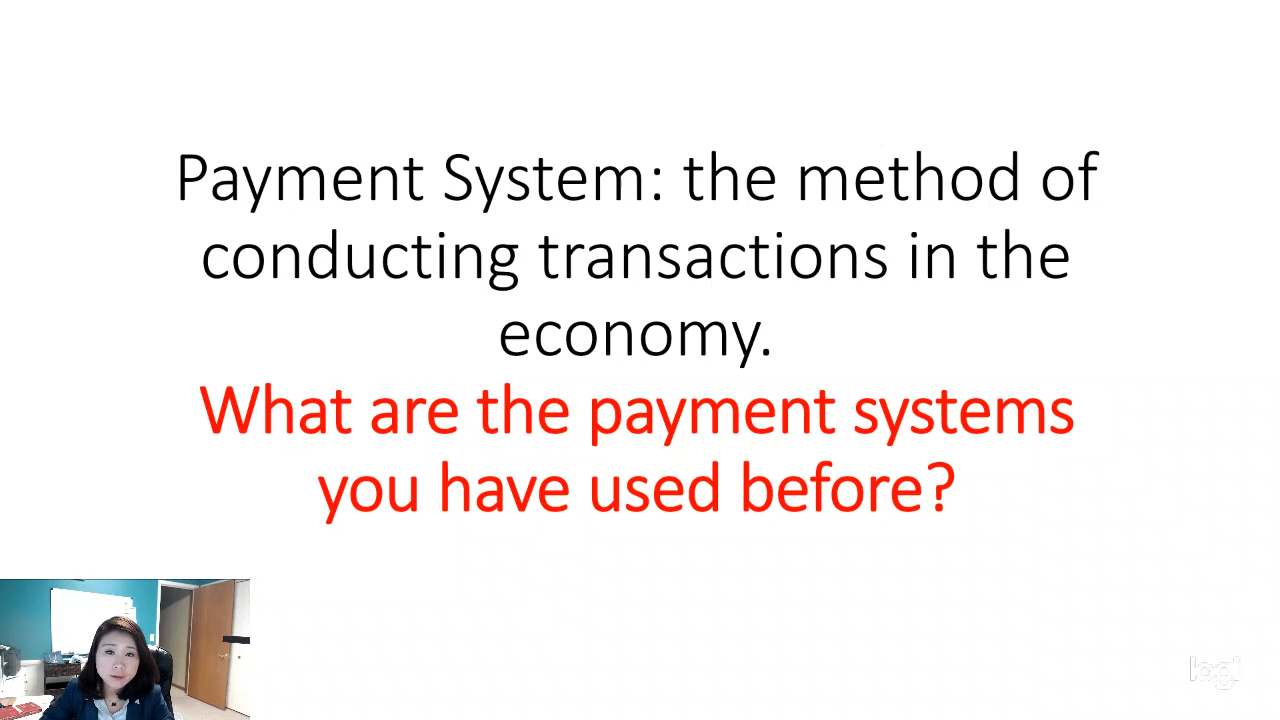 Payment System: the method of
conducting transactions in the
economy.
What are the payment systems
you have used before?
logi